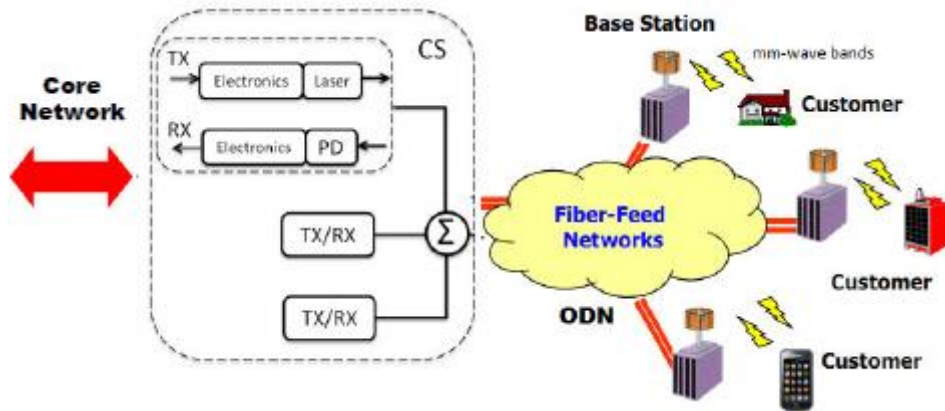 Core
Network
CS
TX
Electronics
Laser
RX
Electronics
PD
TX/RX
TX/RX
Σ
Base Station
mm-wave bands
Customer
Fiber-Feed
Networks
ODN
Customer
Customer